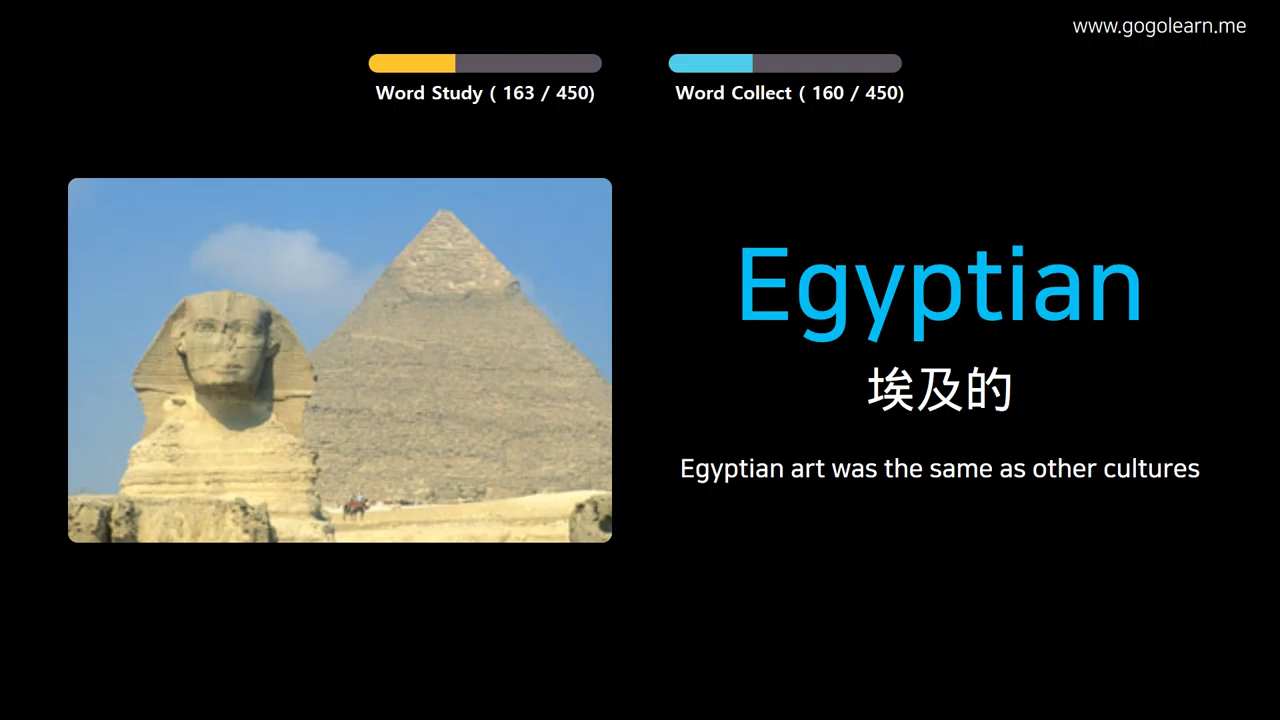 www.gogolearn.me
Word Study ( 163 / 450)
Word Collect ( 160 / 450)
Egyptian
埃及的
Egyptian art was the same as other cultures